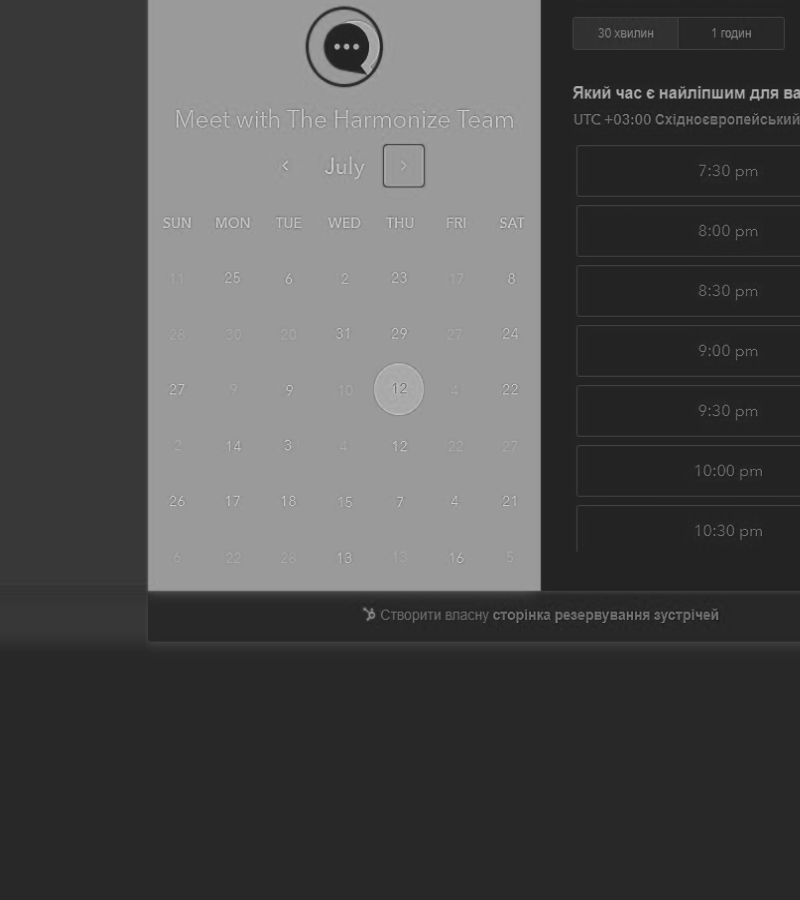 Meet with The Harmonize Team
July
SUN MON TUE WED THU FRI SAT
11 25 6 2 23 17 8
28 30 20 31 29 27 24
27 9 9 10 12 4 22
2 14 3 4 12 22 27
26 17 18 15 7 4 21
6 22 28 13 13 16 5
30 хвилин 1 годин
Який час є найліпшим для ва
UTC +03:00 Східноєвропейський
7:30 pm
8:00 pm
8:30 pm
9:00 pm
9:30 pm
10:00 pm
10:30 pm
Створити власну сторінка резервування зустрічей